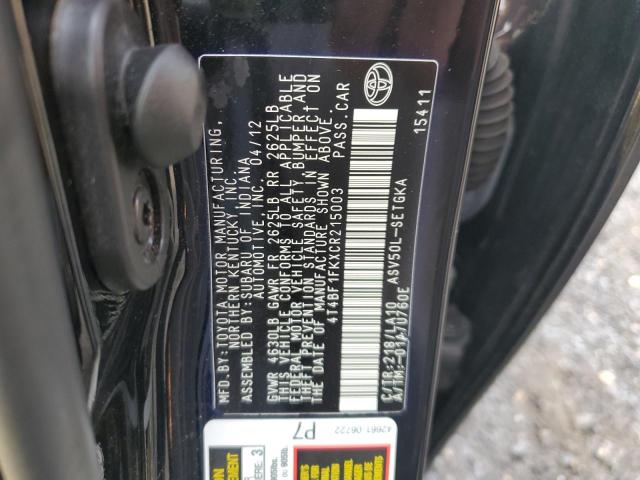 MFD.BY:TOYOTA MOTOR MANUFACTURING,
NORTHERN KENTUCKY, INC.
ASSEMBLED BY:SUBARU OF INDIANA
AUTOMOTIVE, INC. 04/12
GVWR 4630LB GAWR FR 2625LB RR 2625LB
THIS VEHICLE CONFORMS TO ALL APPLICABLE
FEDERAL MOTOR VEHICLE SAFETY, BUMPER,AND
THEFT PREVENTION STANDARDS IN EFFECT ON
THE DATE OF MANUFACTURE SHOWN ABOVE.
4T4BF1FKXCR215003 PASS.CAR
C/TR:218/LA10 ASV50L-SETGKA
A/TM:-01A/U760E 15411
P7
42661 06722
3